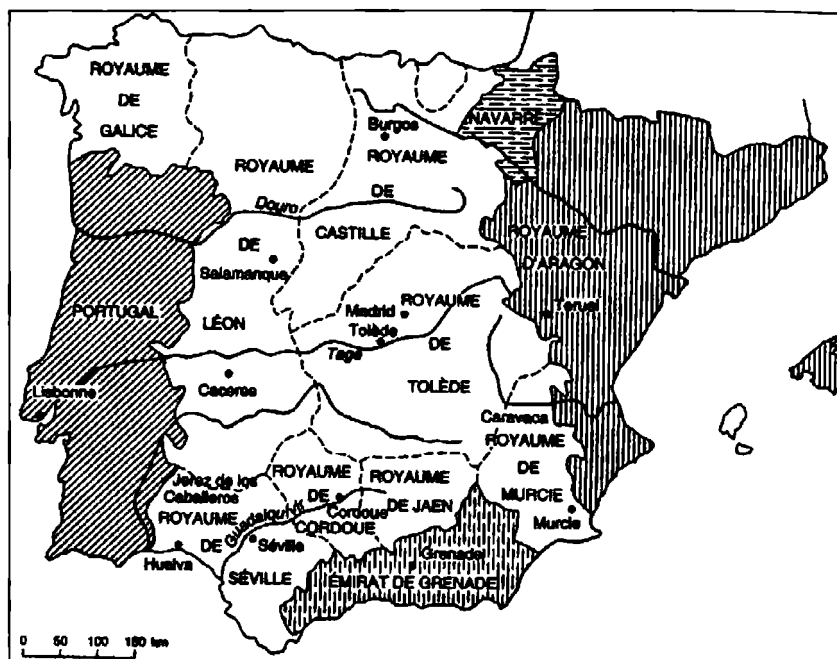 ROYAUME
DE
GALICE
NAVARRE
Burgos
ROYAUME
DE
CASTILLE
ROYAUME
DE
LÉON
Douro
Salamanque
ROYAUME
D'ARAGON
Teruel
PORTUGAL
Lisbonne
Madrid
Tolède
Tage
ROYAUME
DE
TOLÈDE
Caceres
Caravaca
ROYAUME
DE
MURCIE
Murcie
Jerez de los
Caballeros
ROYAUME
DE
CORDOUE
Cordoue
ROYAUME
DE JAEN
Guadalquivir
ROYAUME
DE
SÉVILLE
Séville
Huelva
Grenade
ÉMIRAT DE GRENADE
0 50 100 150 km